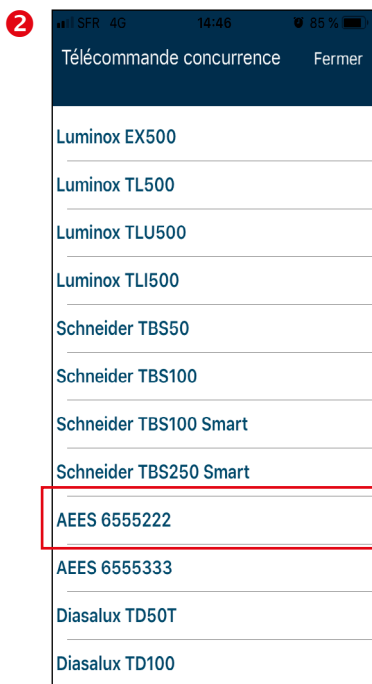 2
SFR 4G 14:46 85 %
Télécommande concurrence Fermer
Luminox EX500
Luminox TL500
Luminox TLU500
Luminox TLI500
Schneider TBS50
Schneider TBS100
Schneider TBS100 Smart
Schneider TBS250 Smart
AEES 6555222
AEES 6555333
Diasalux TD50T
Diasalux TD100